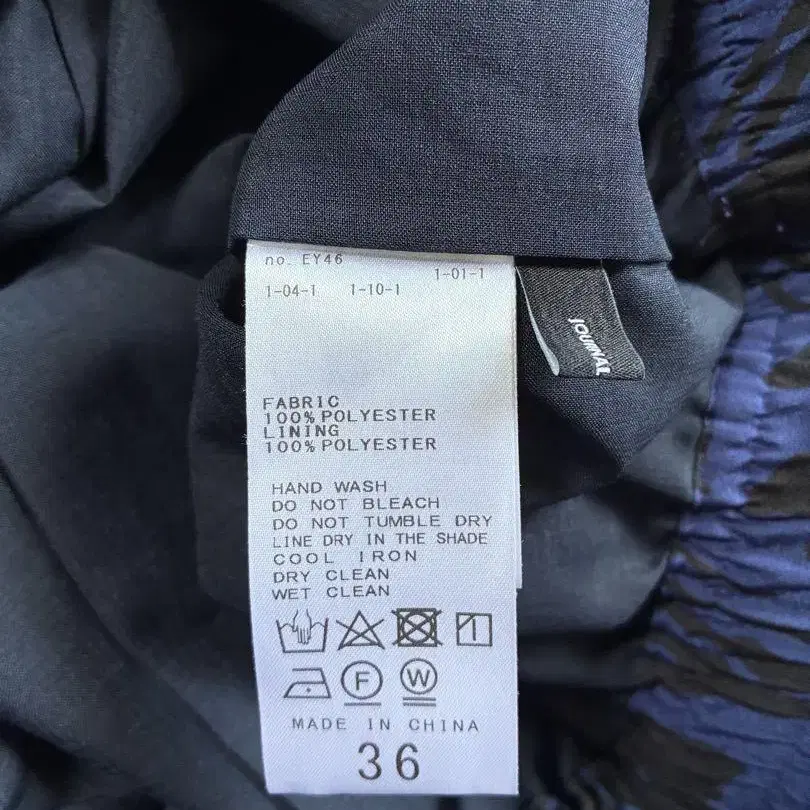 no. EY46
1-01-1
1-04-1 1-10-1
JOURNAL
FABRIC
100% POLYESTER
LINING
100% POLYESTER
HAND WASH
DO NOT BLEACH
DO NOT TUMBLE DRY
LINE DRY IN THE SHADE
COOL IRON
DRY CLEAN
WET CLEAN
F W
MADE IN CHINA
36